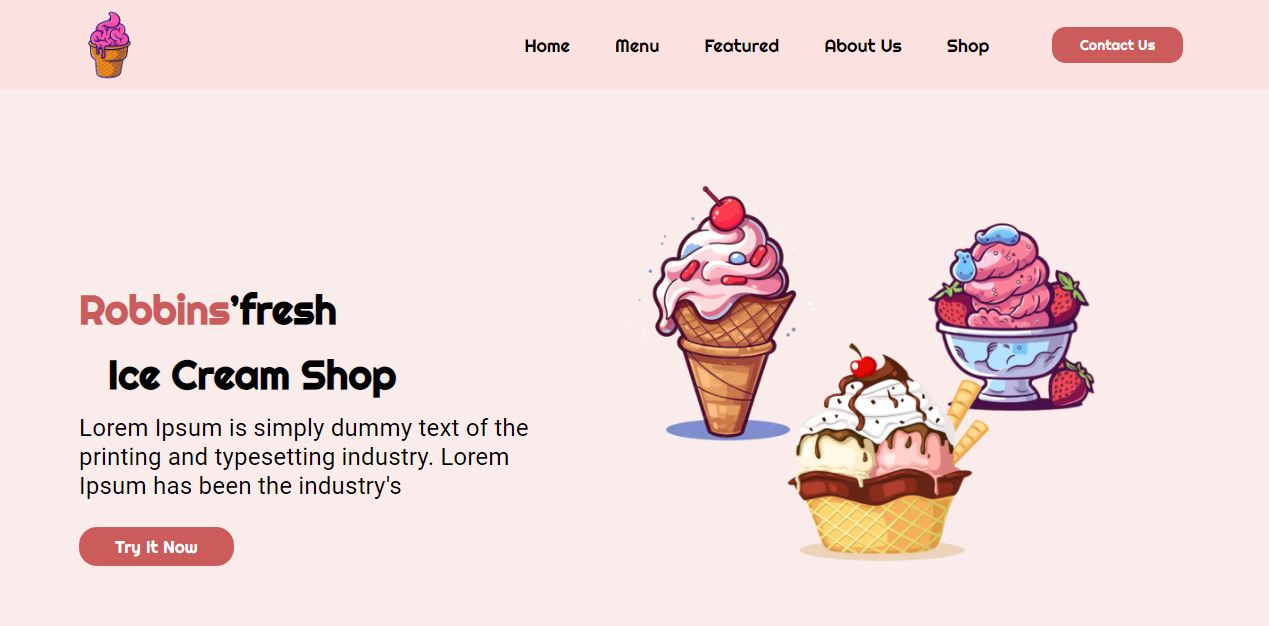 Home Menu Featured About Us Shop Contact Us
Robbins'fresh
Ice Cream Shop
Lorem Ipsum is simply dummy text of the
printing and typesetting industry. Lorem
Ipsum has been the industry's
Try It Now